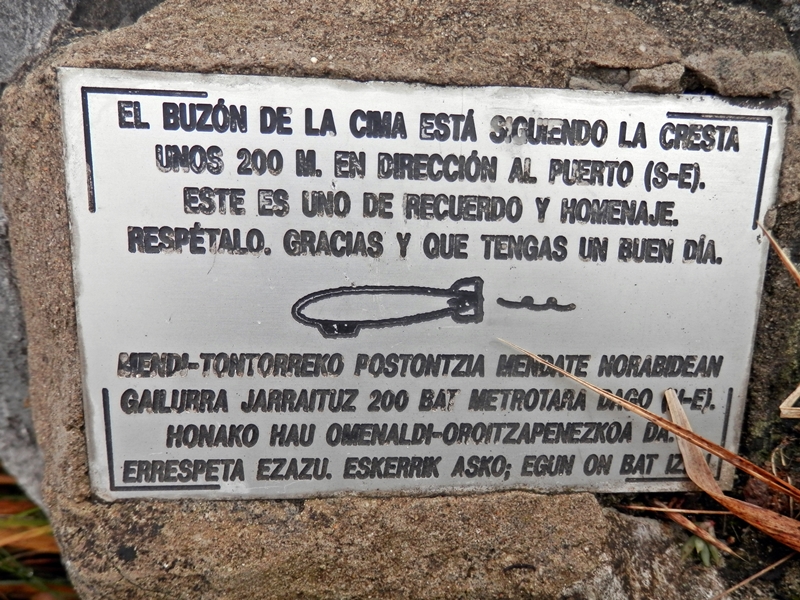 EL BUZÓN DE LA CIMA ESTÁ SIGUIENDO LA CRESTA
UNOS 200 M. EN DIRECCIÓN AL PUERTO (S-E).
ESTE ES UNO DE RECUERDO Y HOMENAJE.
RESPÉTALO. GRACIAS Y QUE TENGAS UN BUEN DÍA.
MENDI-TONTORREKO POSTONTZIA MENDATE NORABIDEAN
GAILURRA JARRAITUZ 200 BAT METROTARA DAGO
HONAKO HAU OMENALDI-OROITZAPENEZKOA DA.
ERRESPETA EZAZU. ESKERRIK ASKO; EGUN ON BAT